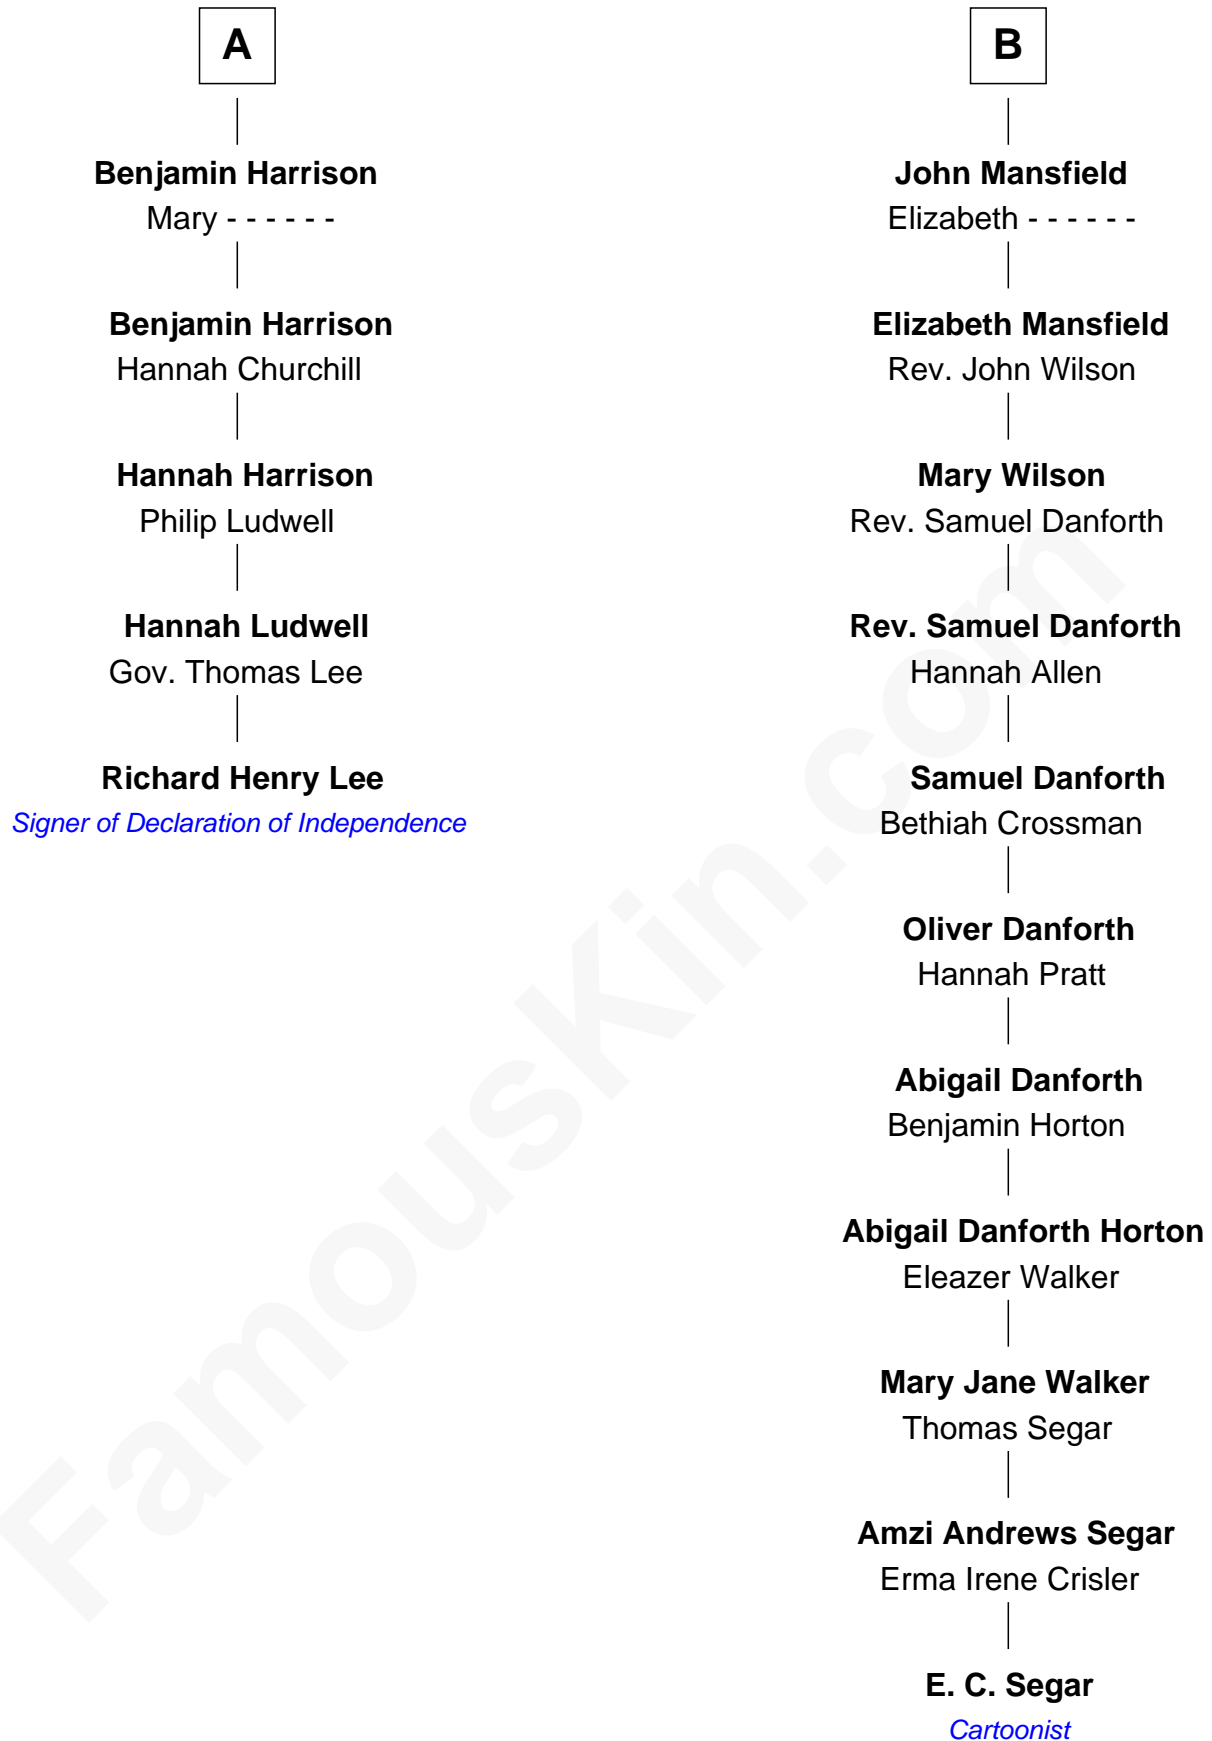 A
Benjamin Harrison
Mary - - - - - -
Benjamin Harrison
Hannah Churchill
Hannah Harrison
Philip Ludwell
Hannah Ludwell
Gov. Thomas Lee
Richard Henry Lee
Signer of Declaration of Independence
B
John Mansfield
Elizabeth - - - - - -
Elizabeth Mansfield
Rev. John Wilson
Mary Wilson
Rev. Samuel Danforth
Rev. Samuel Danforth
Hannah Allen
Samuel Danforth
Bethiah Crossman
Oliver Danforth
Hannah Pratt
Abigail Danforth
Benjamin Horton
Abigail Danforth Horton
Eleazer Walker
Mary Jane Walker
Thomas Segar
Amzi Andrews Segar
Erma Irene Crisler
E. C. Segar
Cartoonist
FamousKin.com